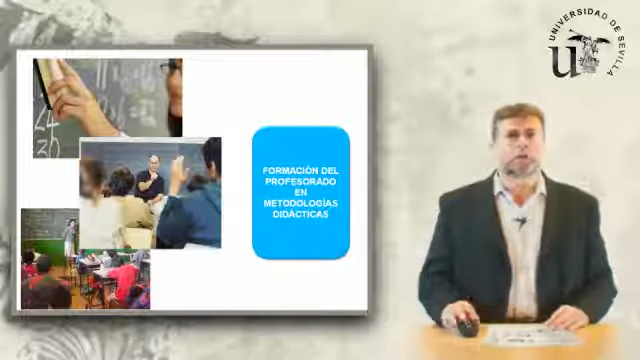 UNIVERSIDAD DE SEVILLA
FORMACIÓN DEL
PROFESORADO
EN
METODOLOGÍAS
DIDÁCTICAS